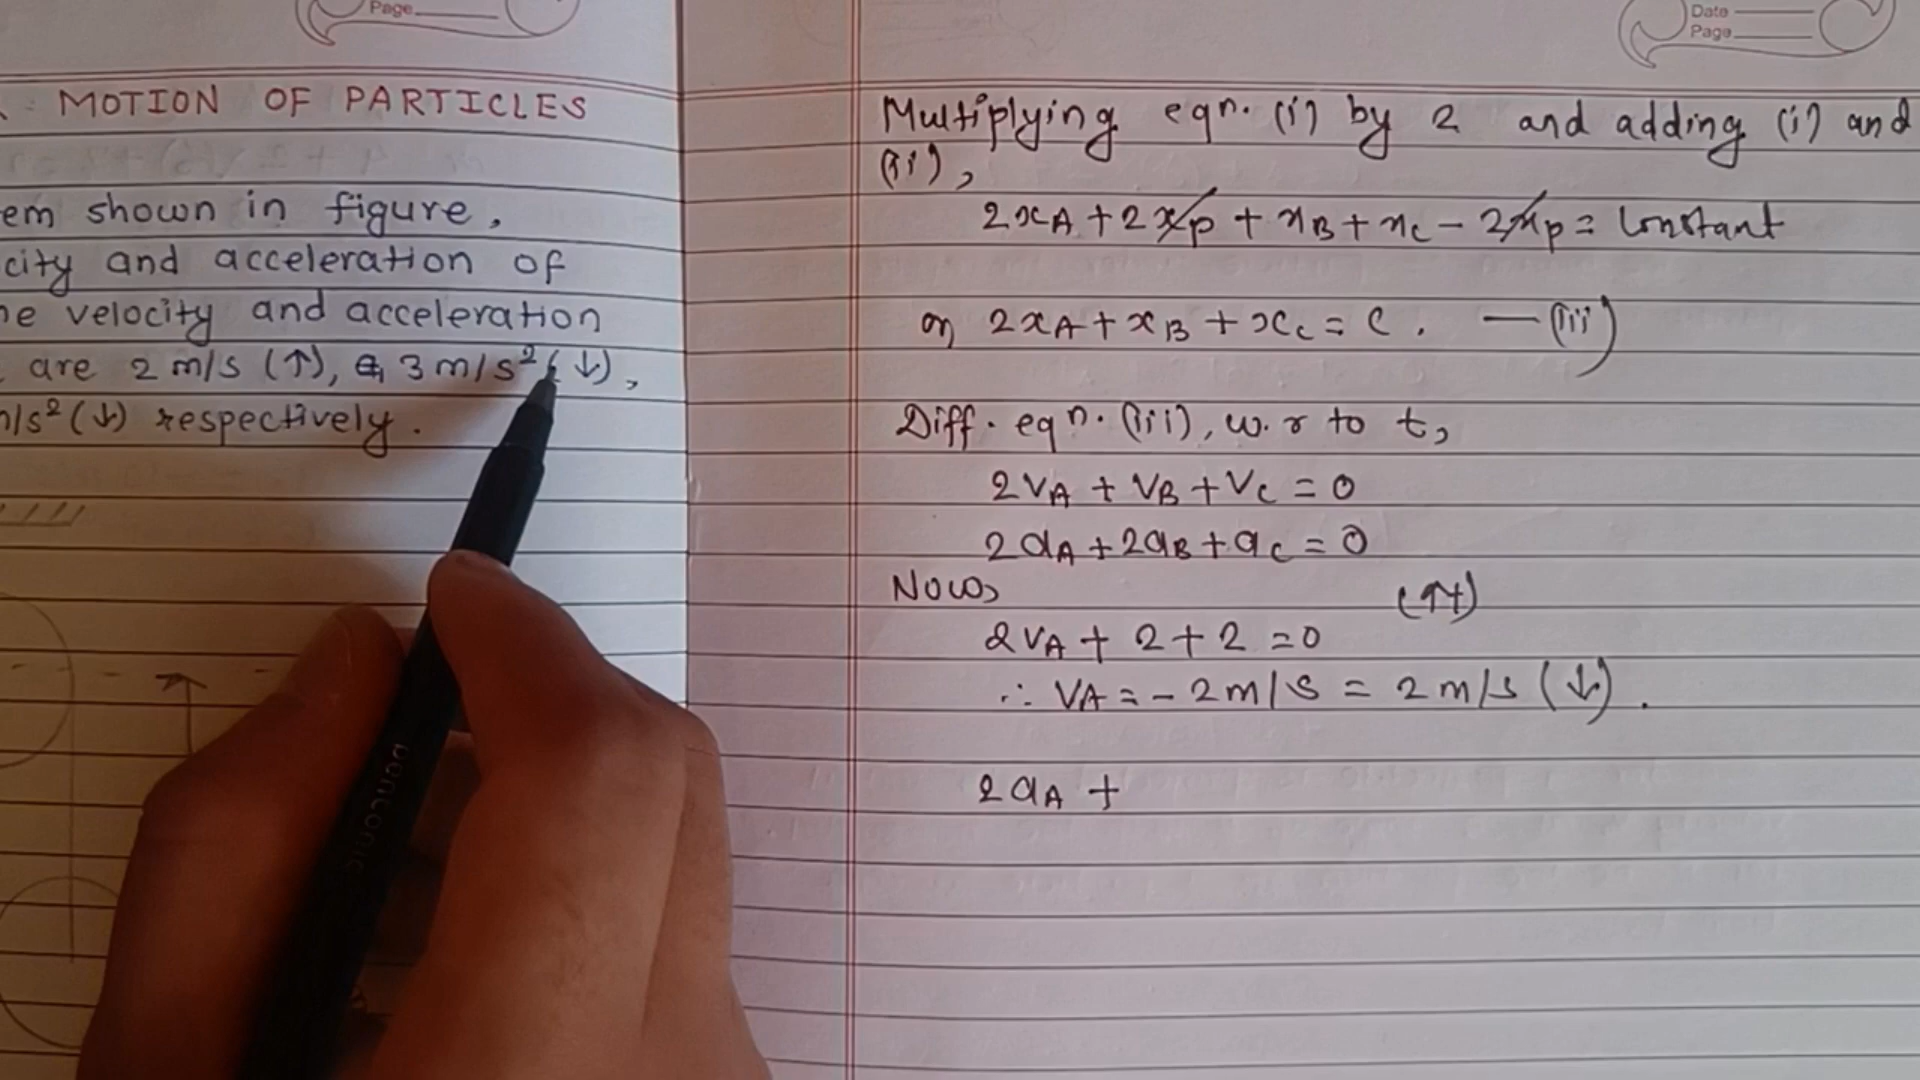 Page
MOTION OF PARTICLES
em shown in figure,
city and acceleration of
e velocity and acceleration
are 2 m/s (↑), 3 m/s² (↓),
/s² (↓) respectively.
pentonic
Date
Page
Multiplying eqn. (i) by 2 and adding (i) and
(ii),
2xA + 2xp + xB + xc - 2xp = Constant
or 2xA + xB + xc = c. — (iii)
Diff. eqn. (iii), w.r to t,
2vA + vB + vc = 0
2aA + 2aB + ac = 0
Now,
(↑+)
2vA + 2 + 2 = 0
∴ vA = - 2m/s = 2 m/s (↓).
2aA +